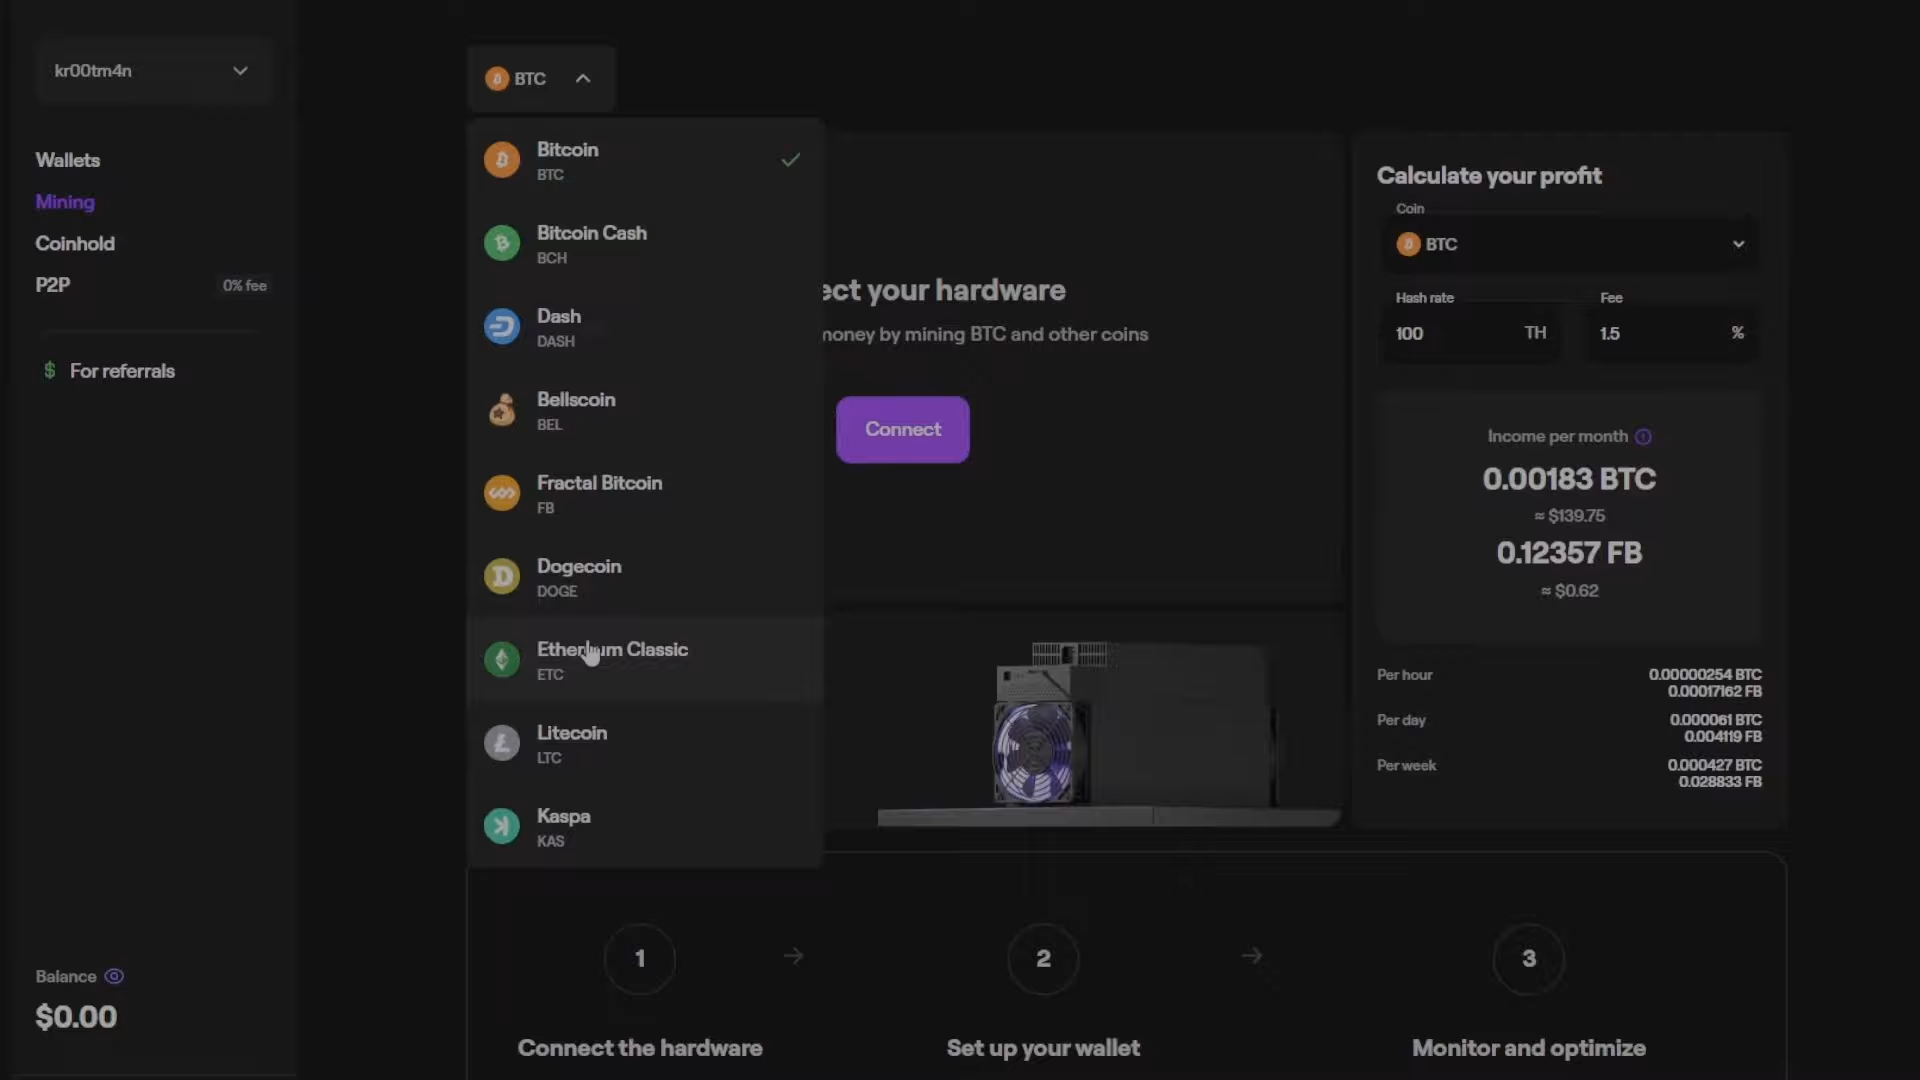 kr00tm4n
Wallets
Mining
Coinhold
P2P
0% fee
$ For referrals
Balance
$0.00
BTC
Bitcoin
BTC
Bitcoin Cash
BCH
Dash
DASH
Bellscoin
BEL
Fractal Bitcoin
FB
Dogecoin
DOGE
Ethereum Classic
ETC
Litecoin
LTC
Kaspa
KAS
ect your hardware
money by mining BTC and other coins
Connect
Calculate your profit
Coin
BTC
Hash rate
100 TH
Fee
1.5 %
Income per month
0.00183 BTC
≈ $139.75
0.12357 FB
≈ $0.62
Per hour
0.00000254 BTC
0.00017162 FB
Per day
0.000061 BTC
0.004119 FB
Per week
0.000427 BTC
0.028833 FB
1
2
3
Connect the hardware
Set up your wallet
Monitor and optimize